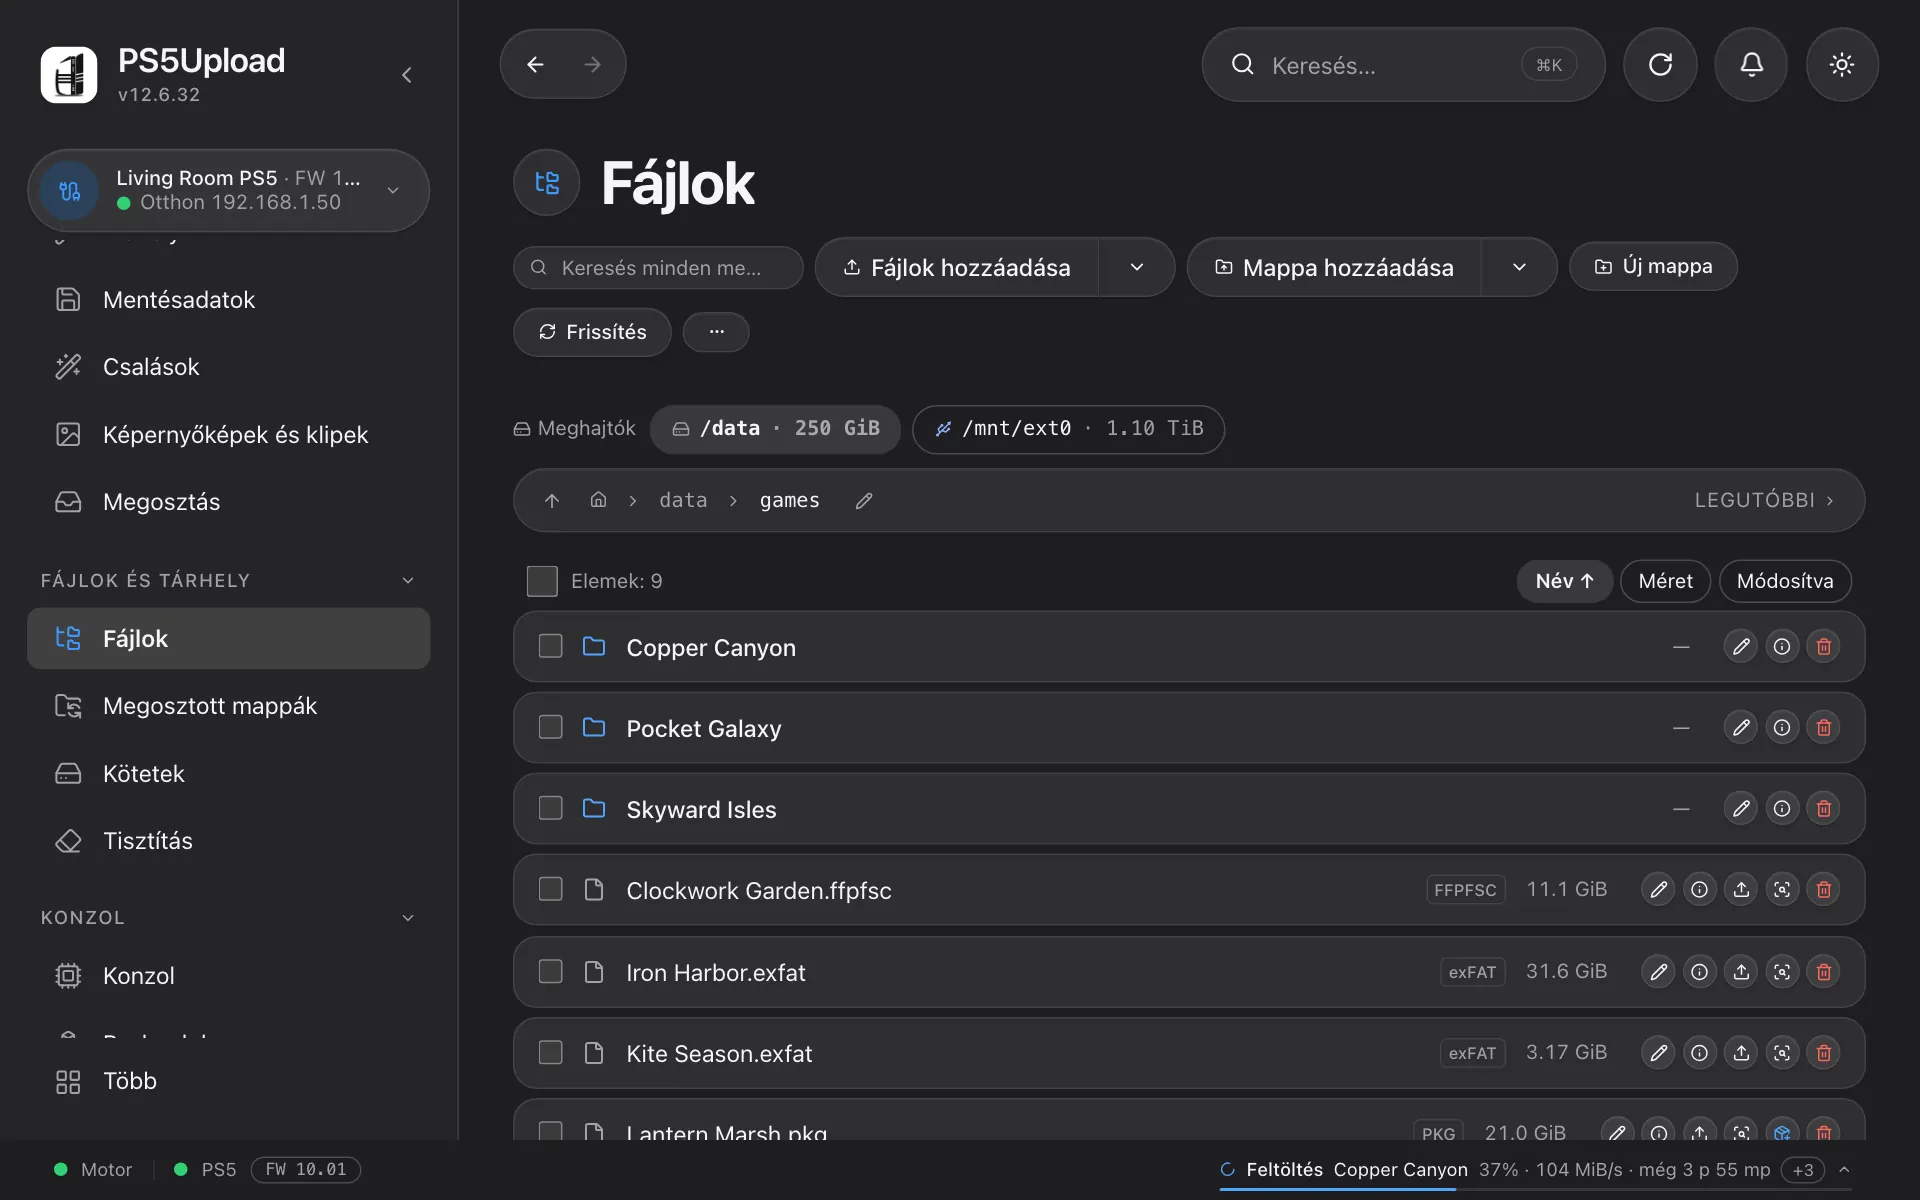 PS5Upload
v12.6.32
Living Room PS5 · FW 1...
Otthon 192.168.1.50
Mentésadatok
Csalások
Képernyőképek és klipek
Megosztás
FÁJLOK ÉS TÁRHELY
Fájlok
Megosztott mappák
Kötetek
Tisztítás
KONZOL
Konzol
Több
Keresés...
⌘K
Fájlok
Keresés minden me...
Fájlok hozzáadása
Mappa hozzáadása
Új mappa
Frissítés
...
Meghajtók
/data · 250 GiB
/mnt/ext0 · 1.10 TiB
data
games
LEGUTÓBBI
Elemek: 9
Név ↑
Méret
Módosítva
Copper Canyon
—
Pocket Galaxy
—
Skyward Isles
—
Clockwork Garden.ffpfsc
FFPFSC
11.1 GiB
Iron Harbor.exfat
exFAT
31.6 GiB
Kite Season.exfat
exFAT
3.17 GiB
Lantern Marsh.pkg
PKG
21.0 GiB
Motor
PS5
FW 10.01
Feltöltés Copper Canyon 37% · 104 MiB/s · még 3 p 55 mp
+3